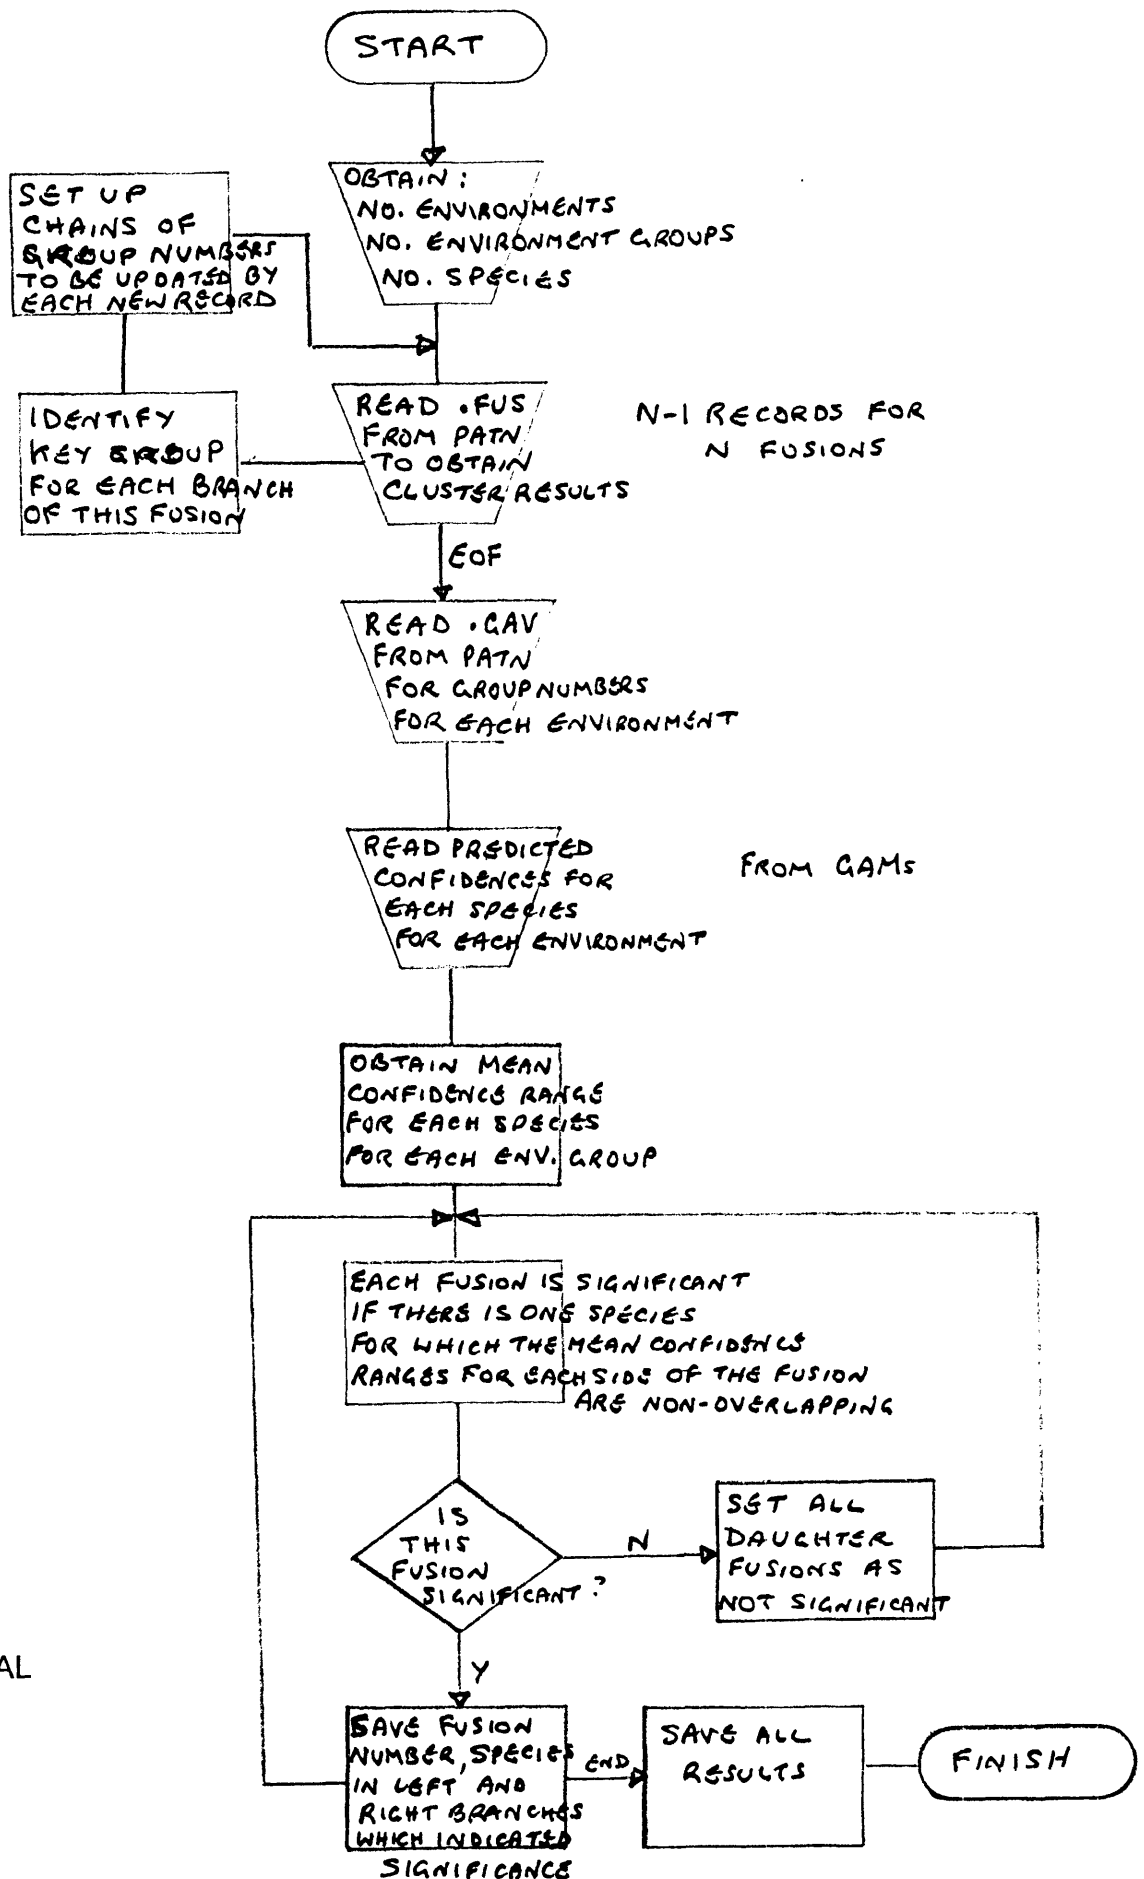 START
OBTAIN:
NO. ENVIRONMENTS
NO. ENVIRONMENT GROUPS
NO. SPECIES
SET UP
CHAINS OF
GROUP NUMBERS
TO BE UPDATED BY
EACH NEW RECORD
IDENTIFY
KEY GROUP
FOR EACH BRANCH
OF THIS FUSION
READ .FUS
FROM PATN
TO OBTAIN
CLUSTER RESULTS
N-1 RECORDS FOR
N FUSIONS
EOF
READ .GAV
FROM PATN
FOR GROUP NUMBERS
FOR EACH ENVIRONMENT
READ PREDICTED
CONFIDENCES FOR
EACH SPECIES
FOR EACH ENVIRONMENT
FROM GAMs
OBTAIN MEAN
CONFIDENCE RANGE
FOR EACH SPECIES
FOR EACH ENV. GROUP
EACH FUSION IS SIGNIFICANT
IF THERE IS ONE SPECIES
FOR WHICH THE MEAN CONFIDENCE
RANGES FOR EACH SIDE OF THE FUSION
ARE NON-OVERLAPPING
IS
THIS
FUSION
SIGNIFICANT?
N
SET ALL
DAUGHTER
FUSIONS AS
NOT SIGNIFICANT
Y
AL
SAVE FUSION
NUMBER, SPECIES
IN LEFT AND
RIGHT BRANCHES
WHICH INDICATED
SIGNIFICANCE
END
SAVE ALL
RESULTS
FINISH